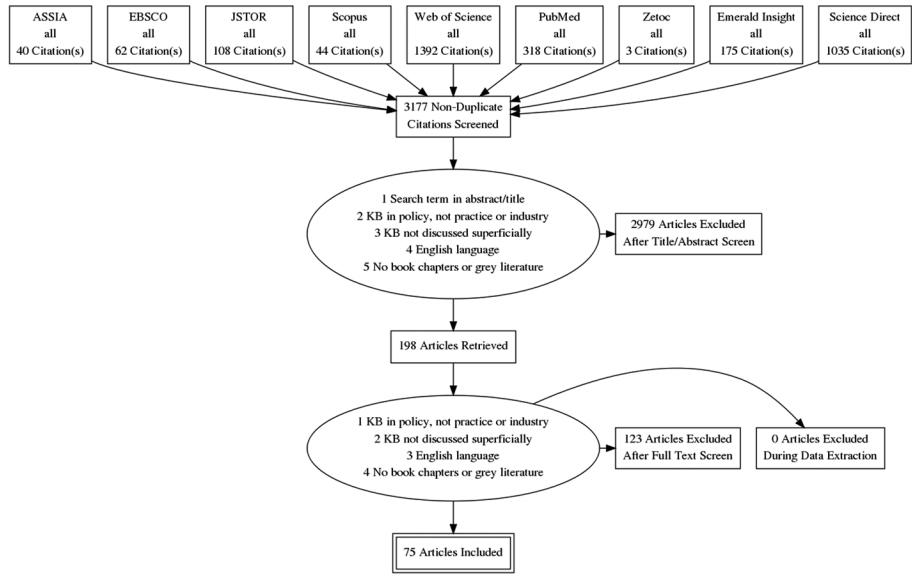 ASSIA
all
40 Citation(s)
EBSCO
all
62 Citation(s)
JSTOR
all
108 Citation(s)
Scopus
all
44 Citation(s)
Web of Science
all
1392 Citation(s)
PubMed
all
318 Citation(s)
Zetoc
all
3 Citation(s)
Emerald Insight
all
175 Citation(s)
Science Direct
all
1035 Citation(s)
3177 Non-Duplicate
Citations Screened
1 Search term in abstract/title
2 KB in policy, not practice or industry
3 KB not discussed superficially
4 English language
5 No book chapters or grey literature
2979 Articles Excluded
After Title/Abstract Screen
198 Articles Retrieved
1 KB in policy, not practice or industry
2 KB not discussed superficially
3 English language
4 No book chapters or grey literature
123 Articles Excluded
After Full Text Screen
0 Articles Excluded
During Data Extraction
75 Articles Included